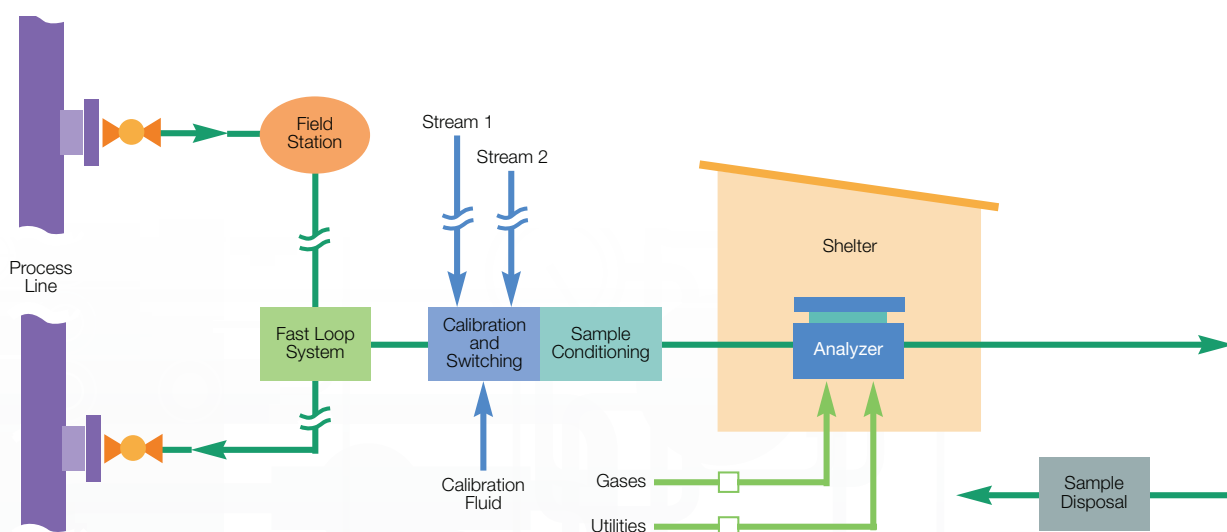 Field
Station
Stream 1
Stream 2
Shelter
Process
Line
Fast Loop
System
Calibration
and
Switching
Sample
Conditioning
Analyzer
Calibration
Fluid
Gases
Utilities
Sample
Disposal